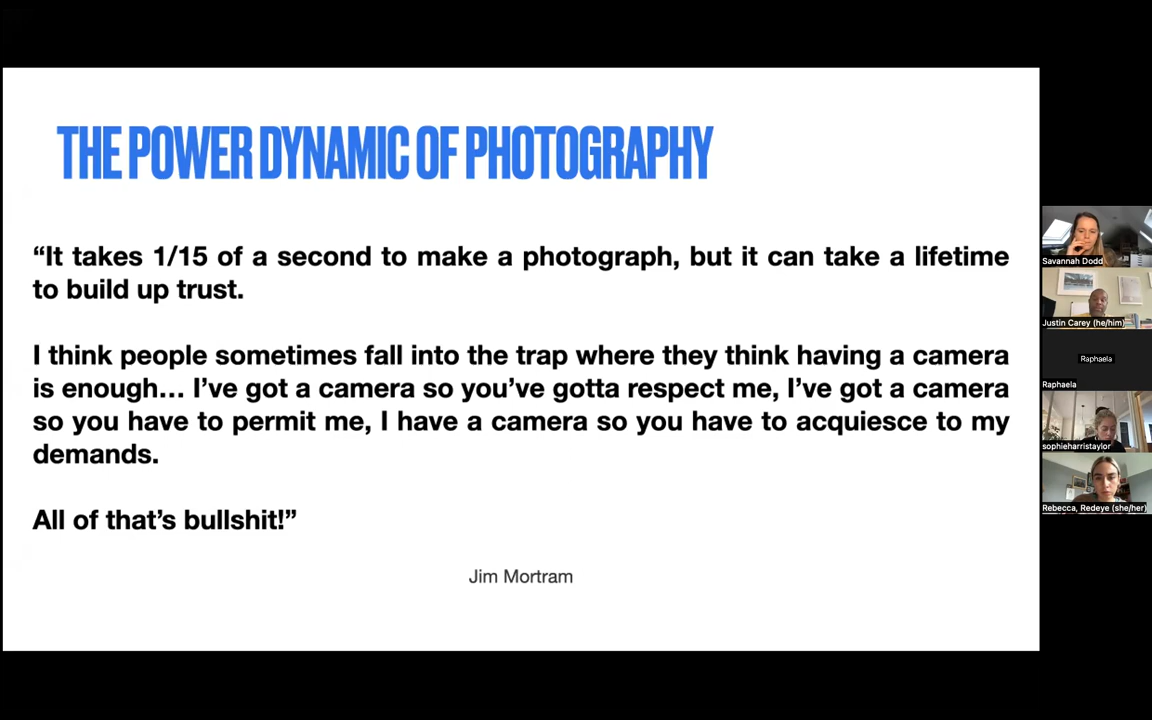 THE POWER DYNAMIC OF PHOTOGRAPHY
“It takes 1/15 of a second to make a photograph, but it can take a lifetime
to build up trust.
I think people sometimes fall into the trap where they think having a camera
is enough… I’ve got a camera so you’ve gotta respect me, I’ve got a camera
so you have to permit me, I have a camera so you have to acquiesce to my
demands.
All of that’s bullshit!”
Jim Mortram
Savannah Dodd
Justin Carey (he/him)
Raphaela
Raphaela
sophieharristaylor
Rebecca, Redeye (she/her)